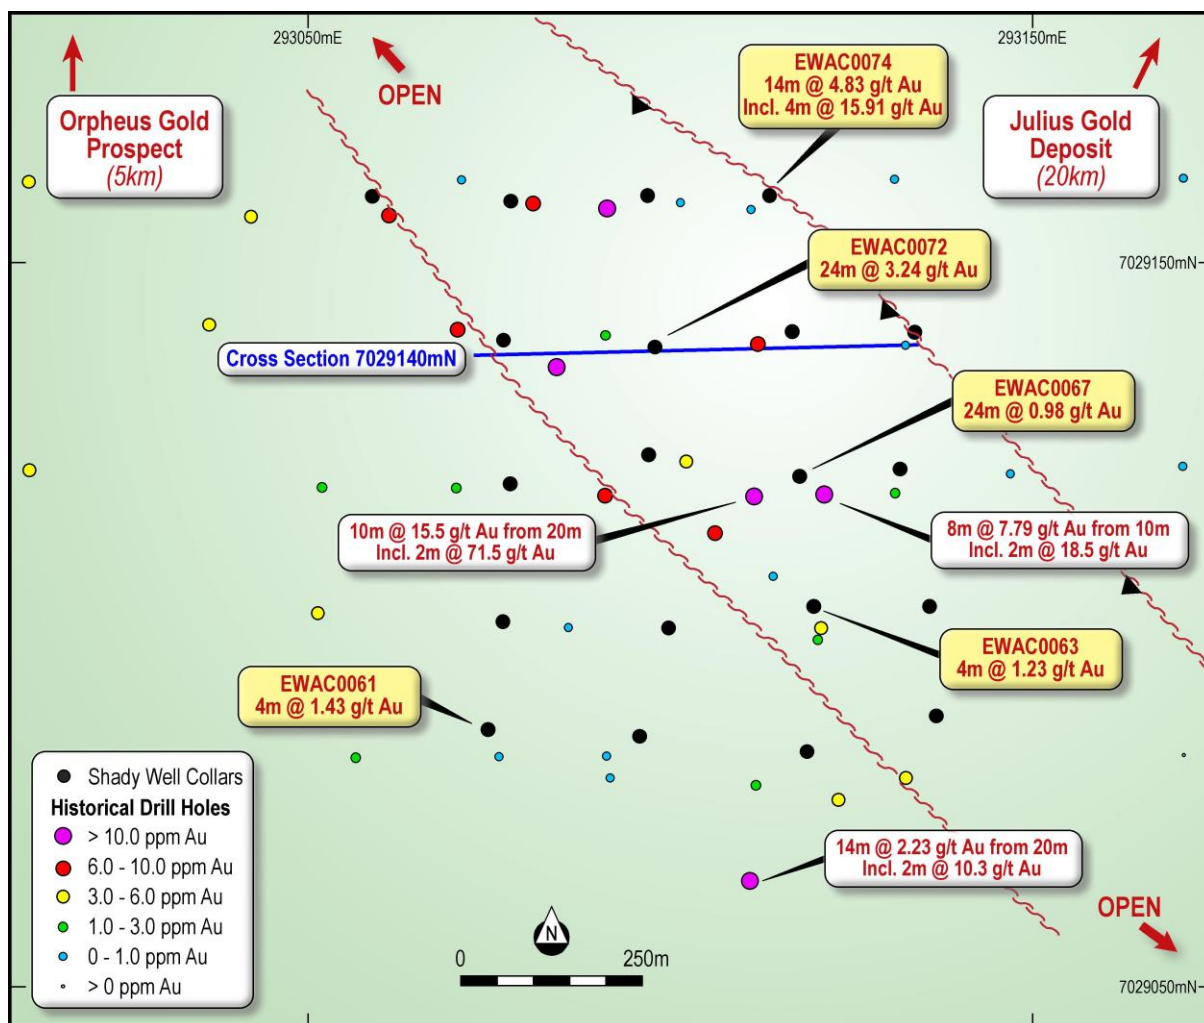 293050mE
293150mE
OPEN
EWAC0074
14m @ 4.83 g/t Au
Incl. 4m @ 15.91 g/t Au
Orpheus Gold
Prospect
(5km)
Julius Gold
Deposit
(20km)
EWAC0072
24m @ 3.24 g/t Au
7029150mN
Cross Section 7029140mN
EWAC0067
24m @ 0.98 g/t Au
10m @ 15.5 g/t Au from 20m
Incl. 2m @ 71.5 g/t Au
8m @ 7.79 g/t Au from 10m
Incl. 2m @ 18.5 g/t Au
EWAC0063
4m @ 1.23 g/t Au
EWAC0061
4m @ 1.43 g/t Au
Shady Well Collars
Historical Drill Holes
> 10.0 ppm Au
6.0 - 10.0 ppm Au
3.0 - 6.0 ppm Au
1.0 - 3.0 ppm Au
0 - 1.0 ppm Au
> 0 ppm Au
14m @ 2.23 g/t Au from 20m
Incl. 2m @ 10.3 g/t Au
OPEN
N
0 250m
7029050mN